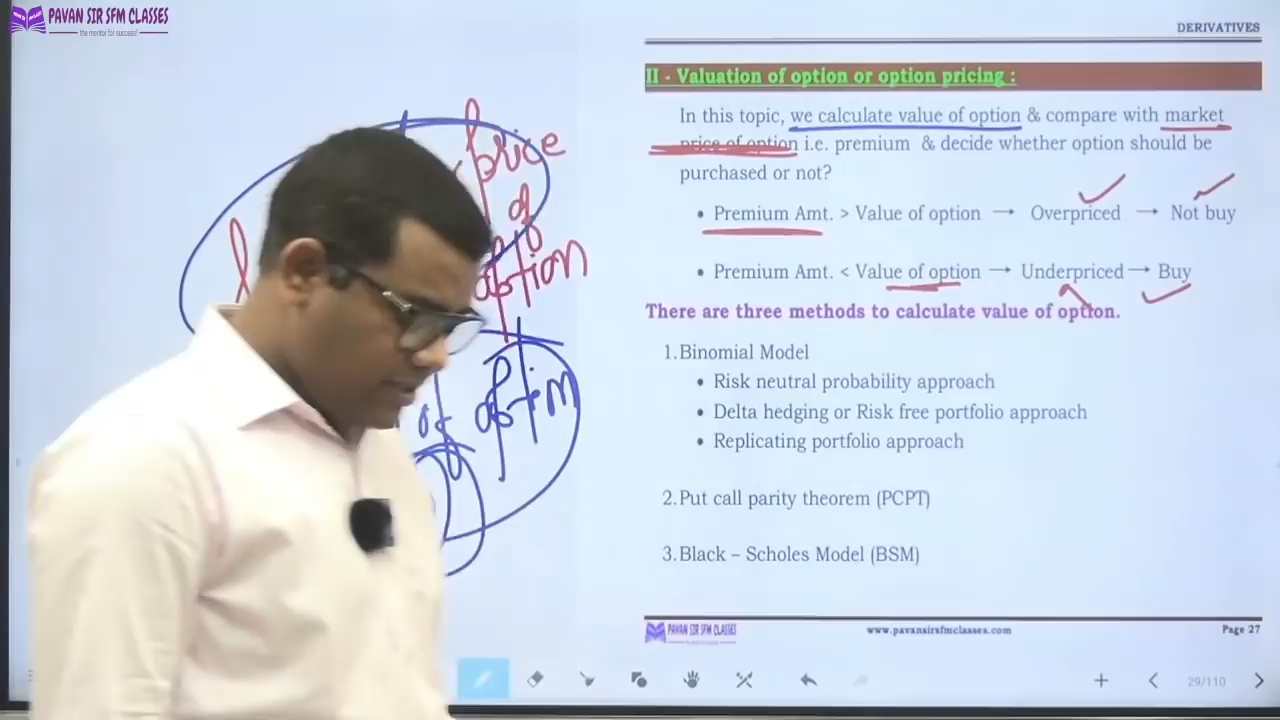 PAVAN SIR SFM CLASSES
the mentor for success!
DERIVATIVES
II - Valuation of option or option pricing :
In this topic, we calculate value of option & compare with market
price of option i.e. premium & decide whether option should be
purchased or not?
• Premium Amt. > Value of option → Overpriced → Not buy
• Premium Amt. < Value of option → Underpriced → Buy
There are three methods to calculate value of option.
1. Binomial Model
• Risk neutral probability approach
• Delta hedging or Risk free portfolio approach
• Replicating portfolio approach
2. Put call parity theorem (PCPT)
3. Black – Scholes Model (BSM)
PAVAN SIR SFM CLASSES
www.pavansirsfmclasses.com
Page 27
29/110
price
of
option
of option